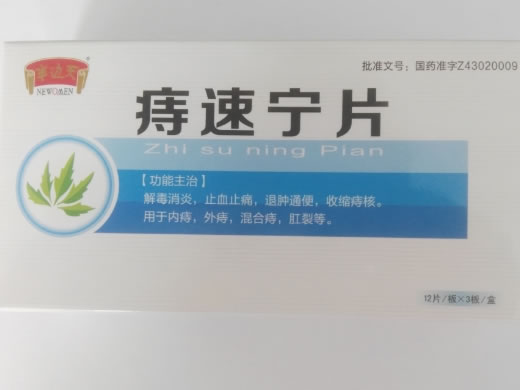 半边天
NEWOMEN
批准文号：国药准字Z43020009
痔速宁片
Zhi su ning Pian
【功能主治】
解毒消炎，止血止痛，退肿通便，收缩痔核。
用于内痔，外痔，混合痔，肛裂等。
12片/板×3板/盒